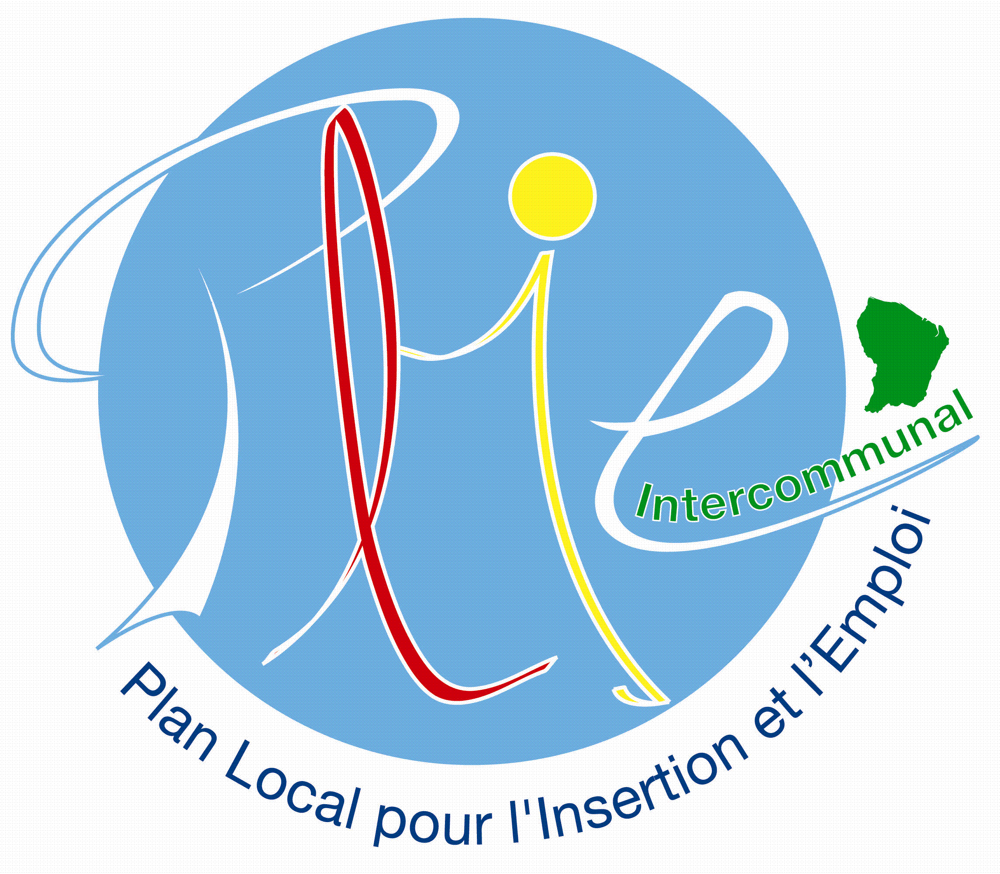 Plie
Intercommunal
Plan Local pour l'Insertion et l’Emploi